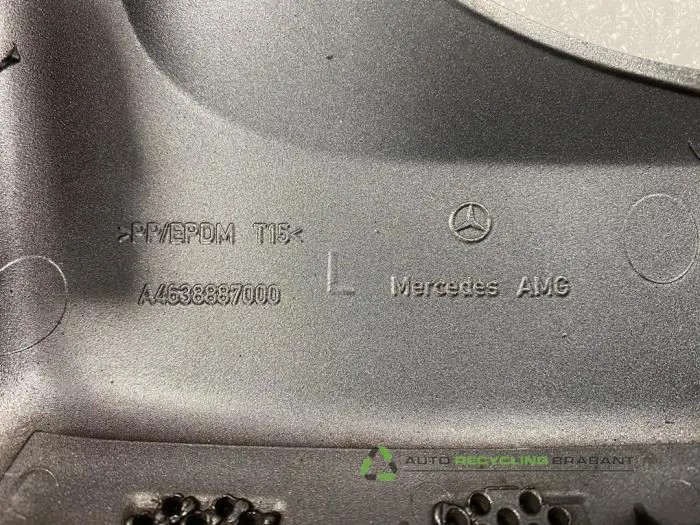 >PP/EPDM T15<
A4638887000
L
Mercedes AMG
AUTO RECYCLING BRABANT